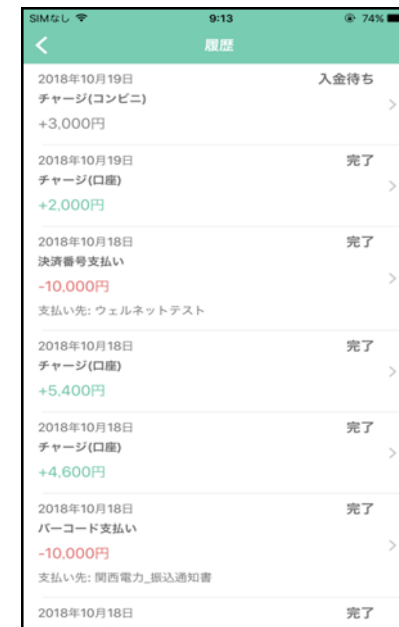 SIMなし 9:13 74%
履歴
2018年10月19日 入金待ち
チャージ(コンビニ)
+3,000円
2018年10月19日 完了
チャージ(口座)
+2,000円
2018年10月18日 完了
決済番号支払い
-10,000円
支払い先: ウェルネットテスト
2018年10月18日 完了
チャージ(口座)
+5,400円
2018年10月18日 完了
チャージ(口座)
+4,600円
2018年10月18日 完了
バーコード支払い
-10,000円
支払い先: 関西電力_振込通知書
2018年10月18日 完了